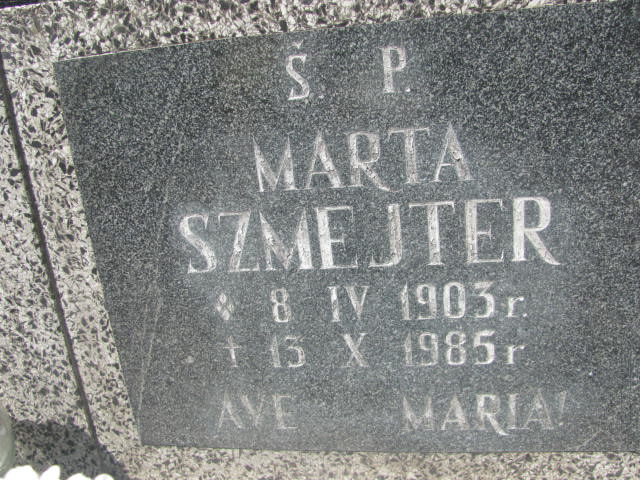 Ś. P.
MARTA
SZMEJTER
* 8 IV 1903 r.
† 13 X 1985 r
AVE MARIA!